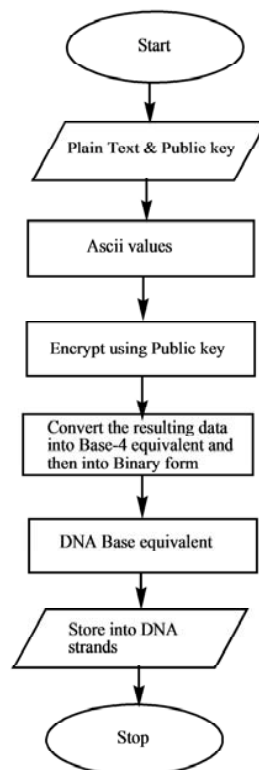 Start
Plain Text & Public key
Ascii values
Encrypt using Public key
Convert the resulting data
into Base-4 equivalent and
then into Binary form
DNA Base equivalent
Store into DNA
strands
Stop